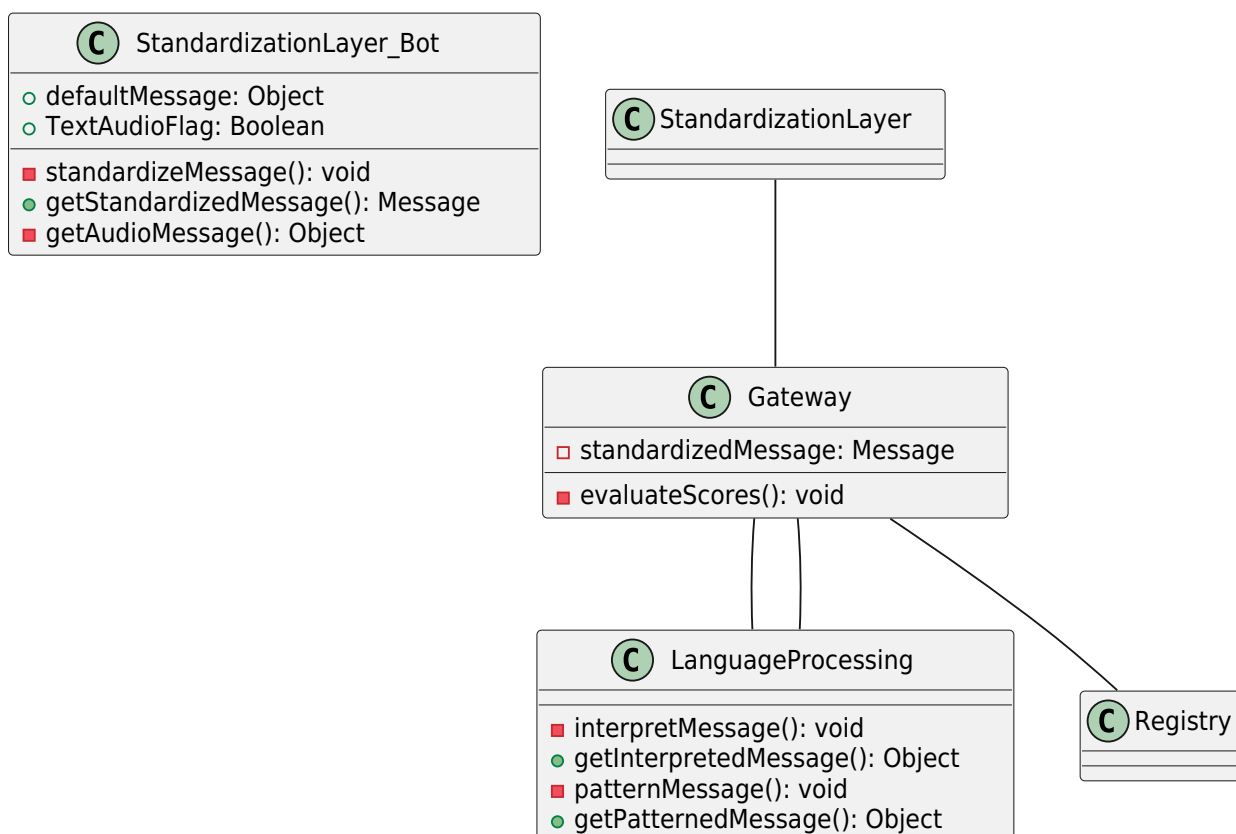 C StandardizationLayer_Bot
defaultMessage: Object
TextAudioFlag: Boolean
standardizeMessage(): void
getStandardizedMessage(): Message
getAudioMessage(): Object
C StandardizationLayer
C Gateway
standardizedMessage: Message
evaluateScores(): void
C LanguageProcessing
interpretMessage(): void
getInterpretedMessage(): Object
patternMessage(): void
getPatternedMessage(): Object
C Registry